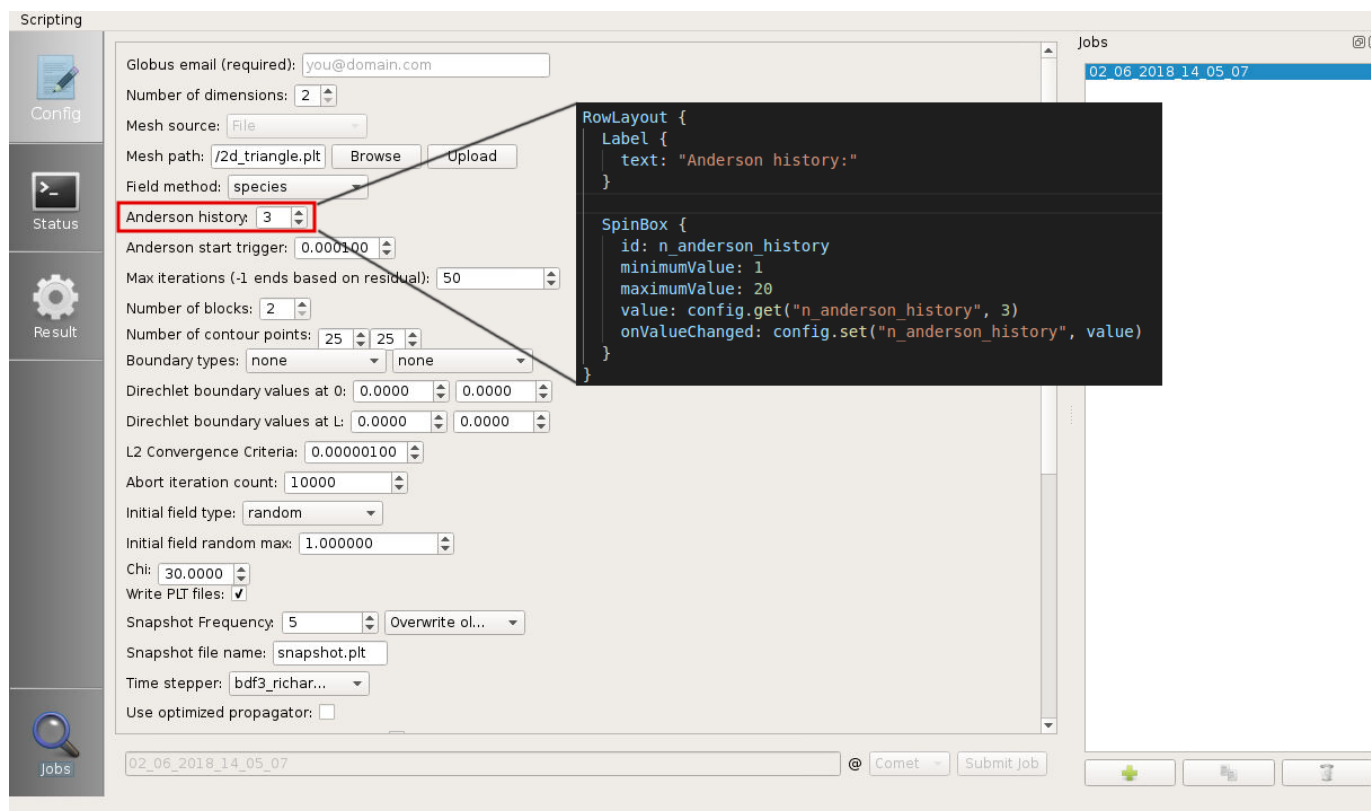 Scripting
Config
Status
Result
Jobs
Globus email (required): you@domain.com
Number of dimensions: 2
Mesh source: File
Mesh path: /2d_triangle.plt Browse Upload
Field method: species
Anderson history: 3
Anderson start trigger: 0.000100
Max iterations (-1 ends based on residual): 50
Number of blocks: 2
Number of contour points: 25 25
Boundary types: none none
Direchlet boundary values at 0: 0.0000 0.0000
Direchlet boundary values at L: 0.0000 0.0000
L2 Convergence Criteria: 0.00000100
Abort iteration count: 10000
Initial field type: random
Initial field random max: 1.000000
Chi: 30.0000
Write PLT files:
Snapshot Frequency: 5 Overwrite ol...
Snapshot file name: snapshot.plt
Time stepper: bdf3_richar...
Use optimized propagator:
02_06_2018_14_05_07 @ Comet Submit Job
RowLayout {
Label {
text: "Anderson history:"
}
SpinBox {
id: n_anderson_history
minimumValue: 1
maximumValue: 20
value: config.get("n_anderson_history", 3)
onValueChanged: config.set("n_anderson_history", value)
}
}
Jobs
02_06_2018_14_05_07